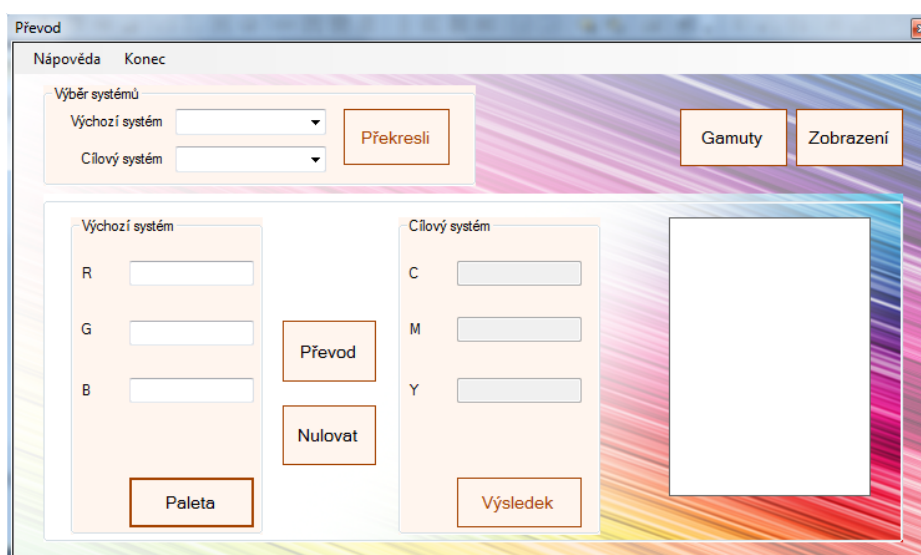 Převod
Nápověda Konec
Výběr systémů
Výchozí systém
Překresli
Gamuty
Zobrazení
Cílový systém
Výchozí systém
Cílový systém
R
C
G
M
Převod
B
Y
Nulovat
Paleta
Výsledek